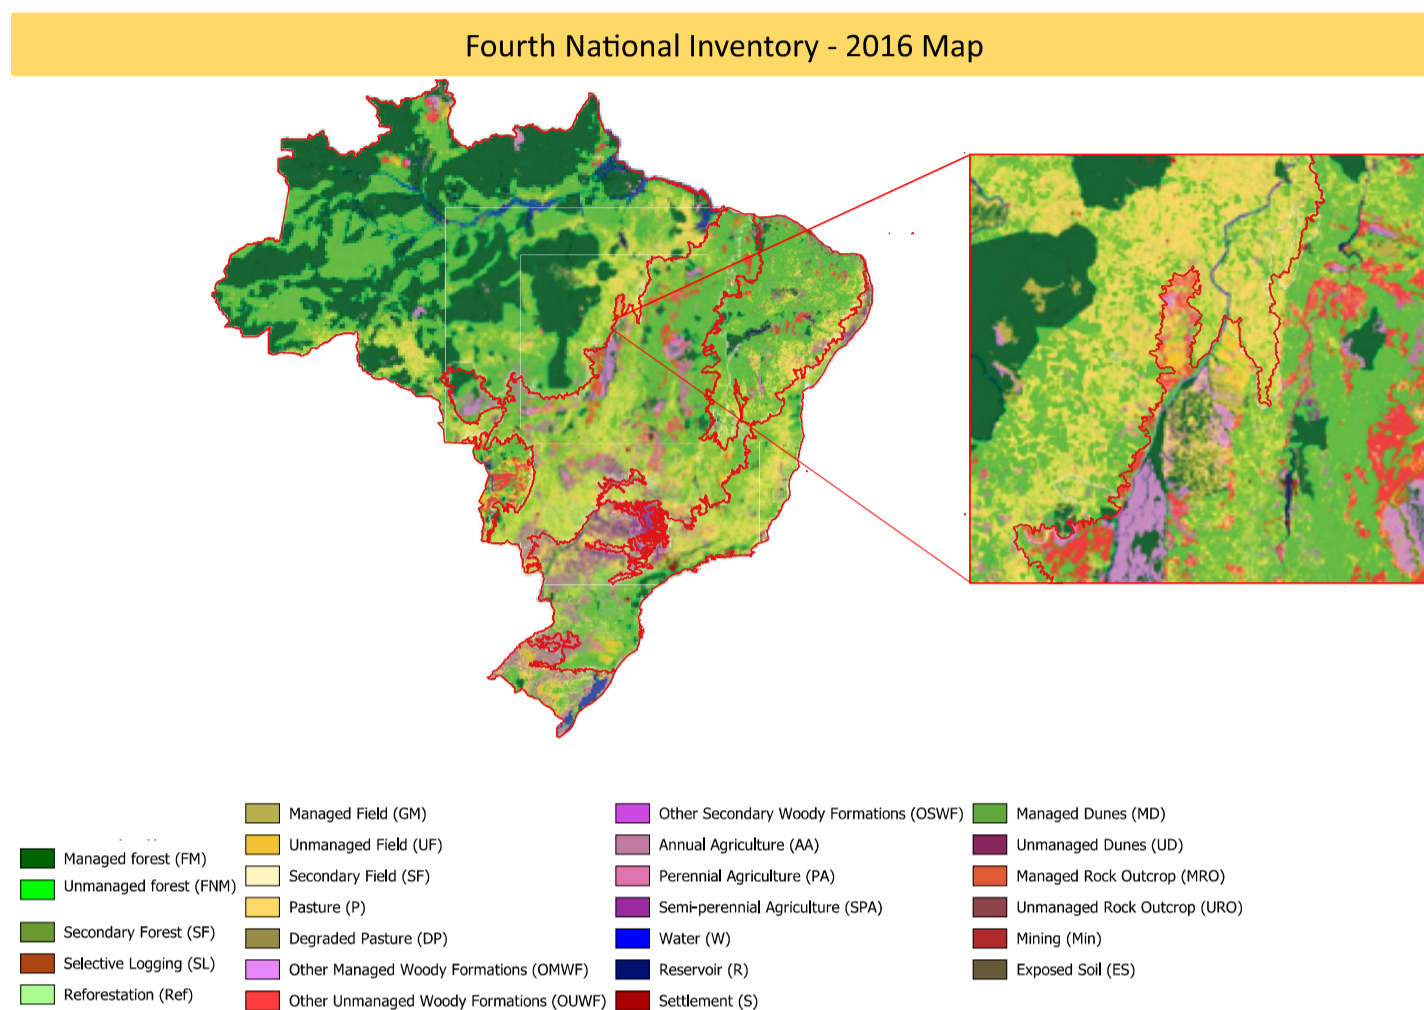 Fourth National Inventory - 2016 Map
Managed forest (FM)
Unmanaged forest (FNM)
Secondary Forest (SF)
Selective Logging (SL)
Reforestation (Ref)
Managed Field (GM)
Unmanaged Field (UF)
Secondary Field (SF)
Pasture (P)
Degraded Pasture (DP)
Other Managed Woody Formations (OMWF)
Other Unmanaged Woody Formations (OUWF)
Other Secondary Woody Formations (OSWF)
Annual Agriculture (AA)
Perennial Agriculture (PA)
Semi-perennial Agriculture (SPA)
Water (W)
Reservoir (R)
Settlement (S)
Managed Dunes (MD)
Unmanaged Dunes (UD)
Managed Rock Outcrop (MRO)
Unmanaged Rock Outcrop (URO)
Mining (Min)
Exposed Soil (ES)